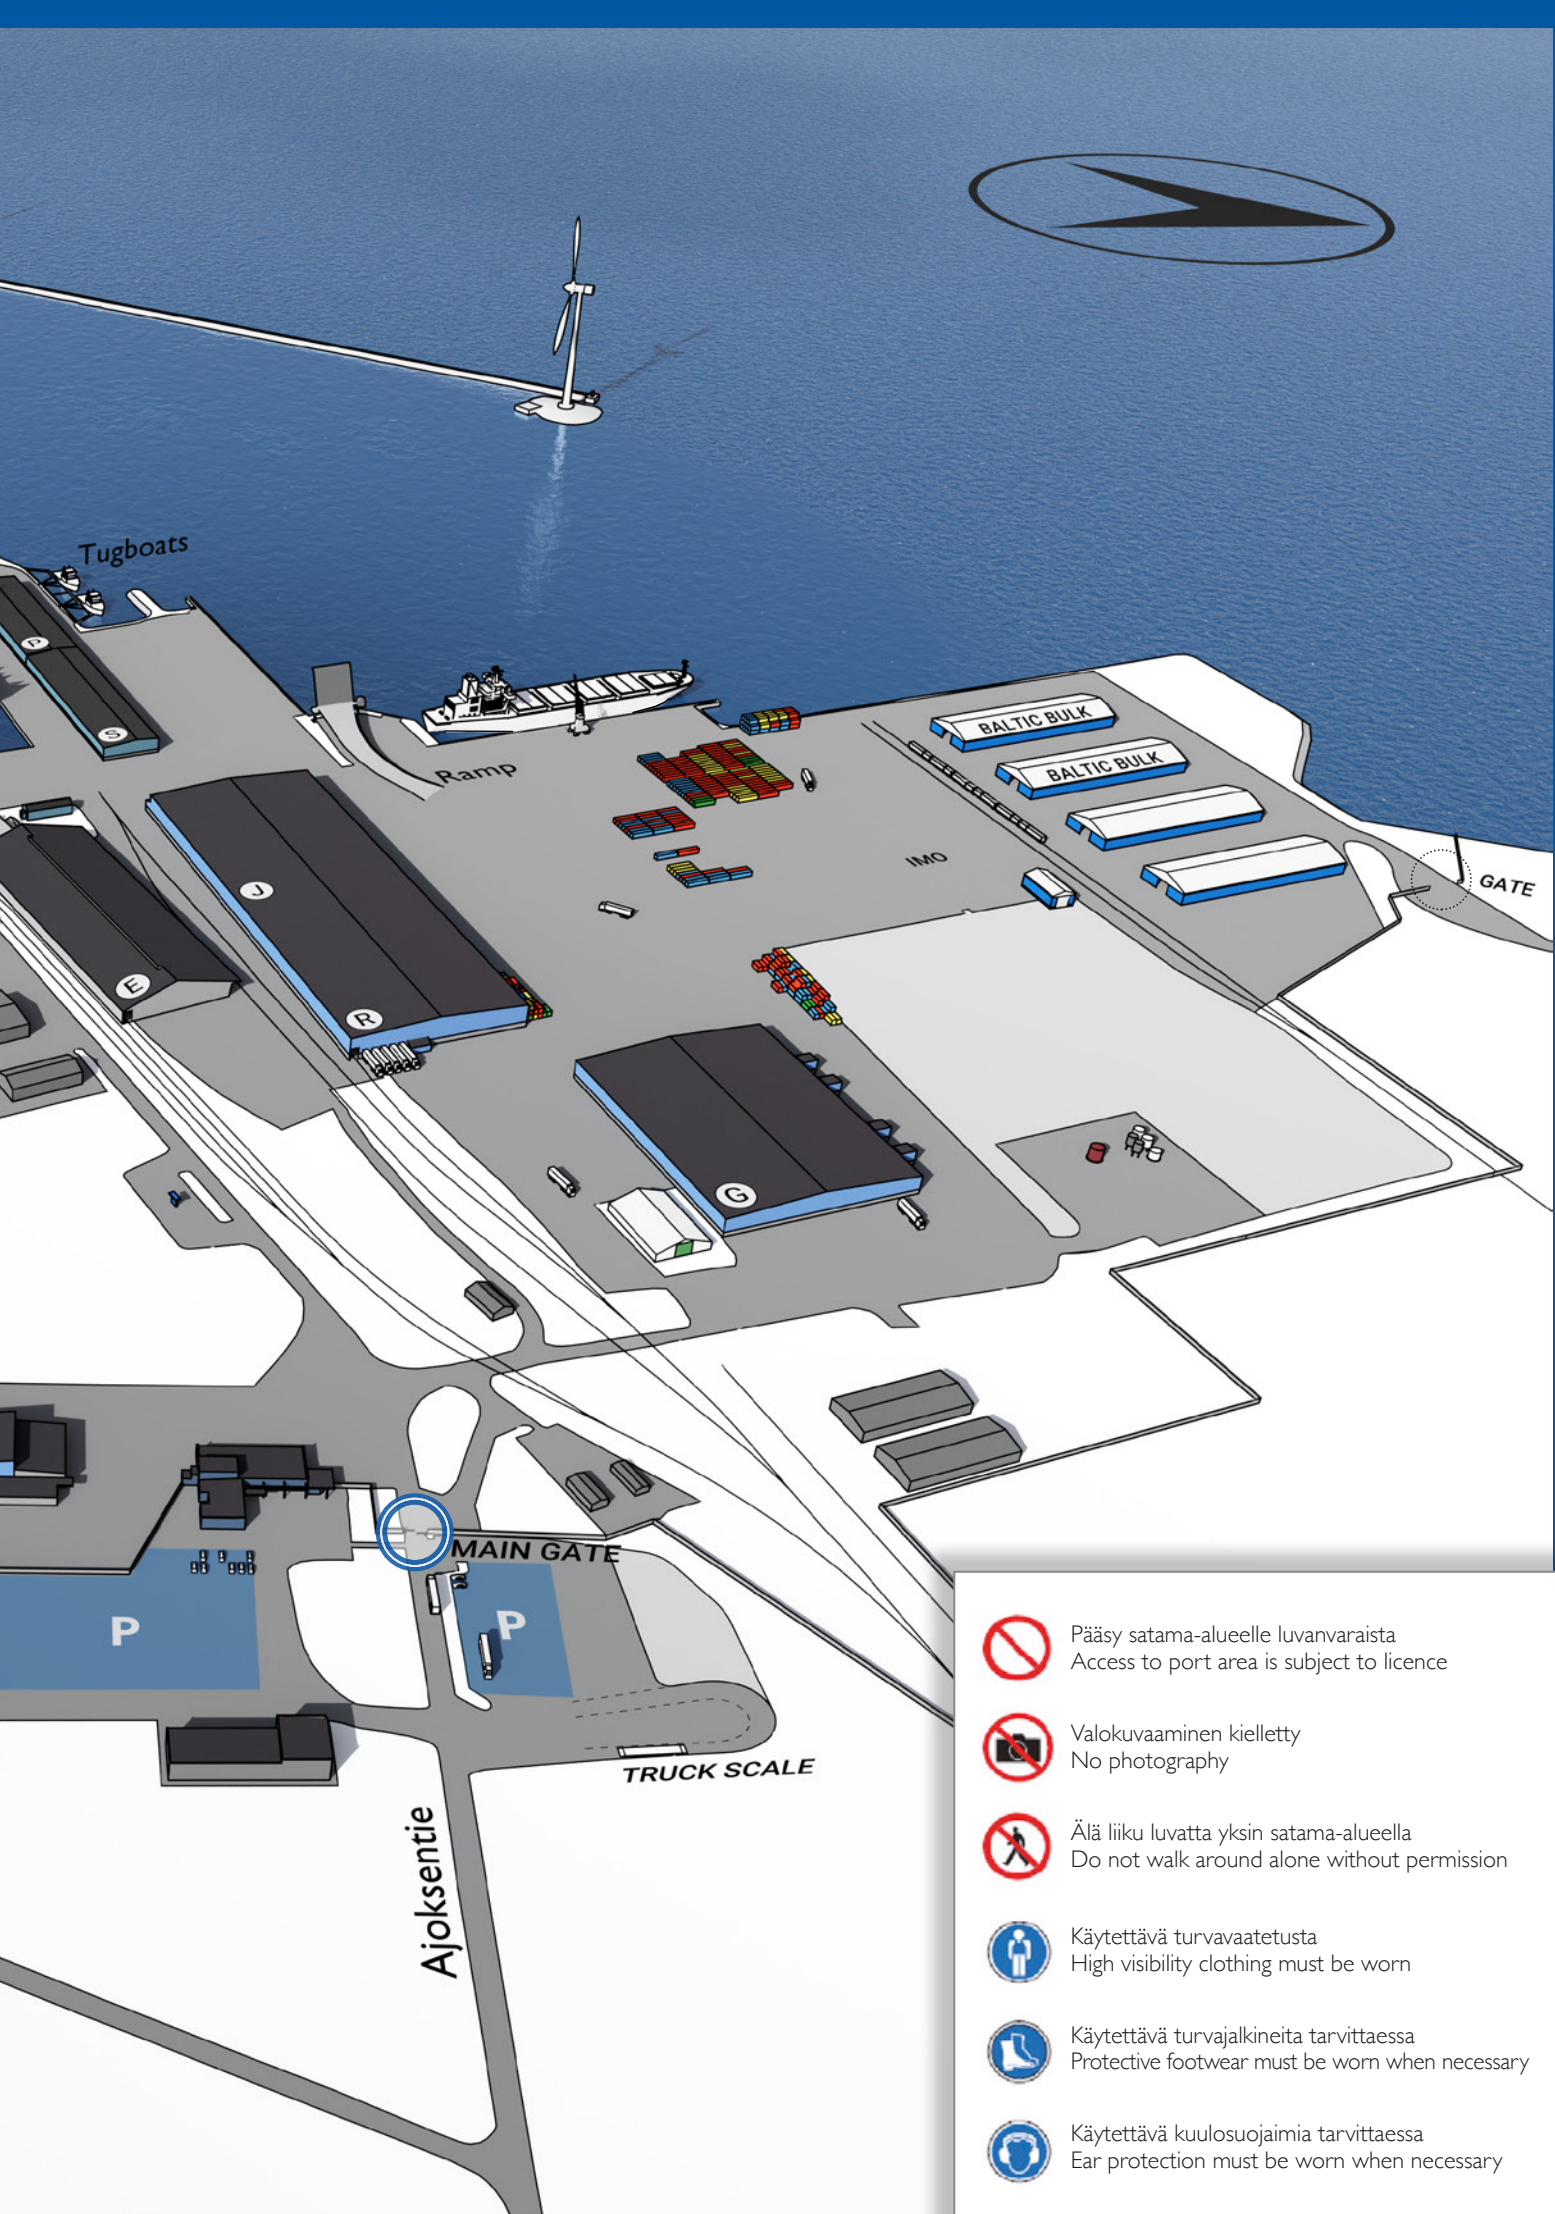 Tugboats
P
S
Ramp
BALTIC BULK
BALTIC BULK
IMO
GATE
J
E
R
G
MAIN GATE
P
P
TRUCK SCALE
Ajoksentie
Pääsy satama-alueelle luvanvaraista
Access to port area is subject to licence
Valokuvaaminen kielletty
No photography
Älä liiku luvatta yksin satama-alueella
Do not walk around alone without permission
Käytettävä turvavaatetusta
High visibility clothing must be worn
Käytettävä turvajalkineita tarvittaessa
Protective footwear must be worn when necessary
Käytettävä kuulosuojaimia tarvittaessa
Ear protection must be worn when necessary